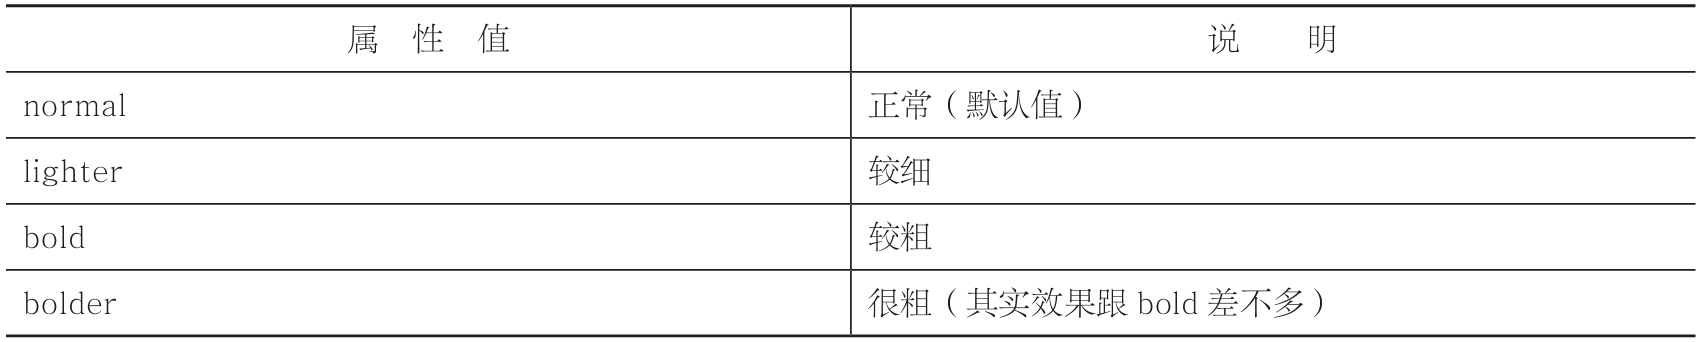 属 性 值 说 明
normal 正常（默认值）
lighter 较细
bold 较粗
bolder 很粗（其实效果跟 bold 差不多）